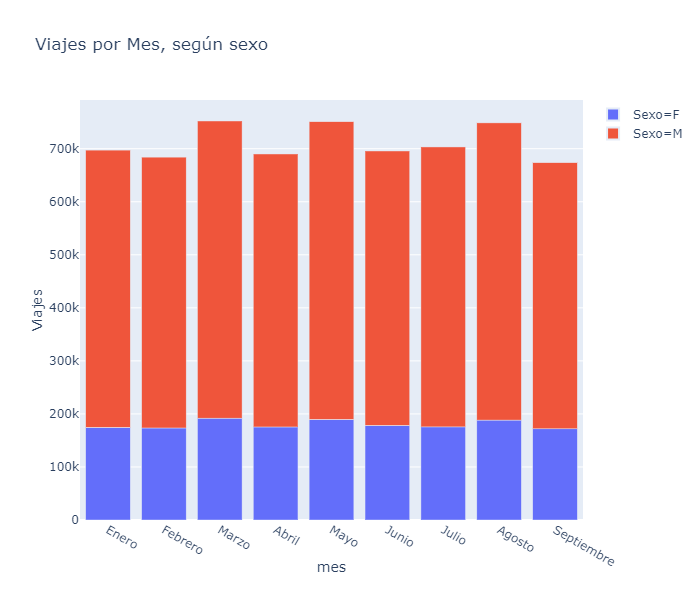 Viajes por Mes, según sexo
Sexo=F
Sexo=M
700k
600k
500k
400k
300k
200k
100k
0
Viajes
Enero
Febrero
Marzo
Abril
Mayo
Junio
Julio
Agosto
Septiembre
mes